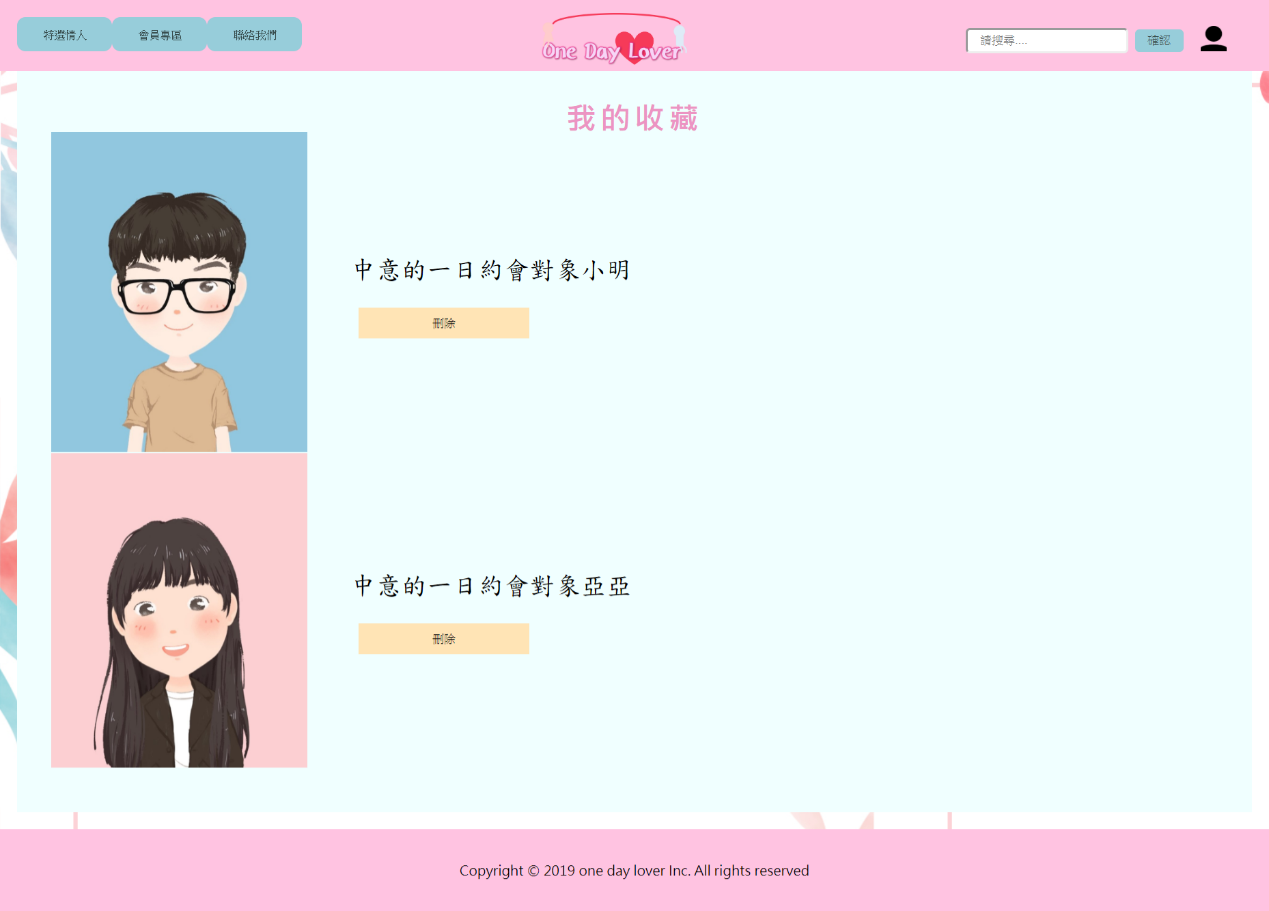 特選情人 會員專區 聯絡我們
One Day Lover
請搜尋.... 確認
我的收藏
中意的一日約會對象小明
刪除
中意的一日約會對象亞亞
刪除
Copyright © 2019 one day lover Inc. All rights reserved